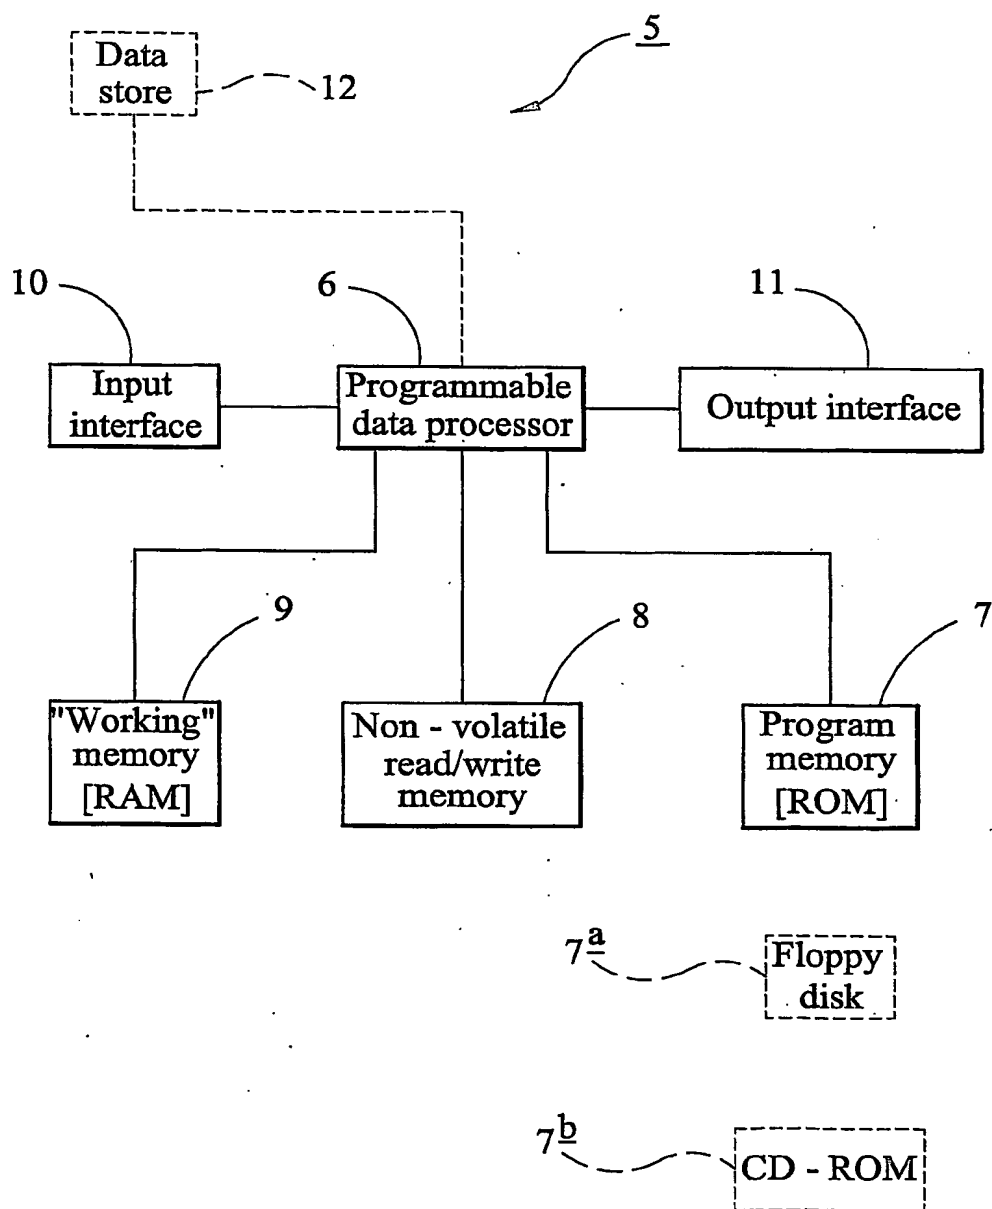 5
Data
store
12
10
6
11
Input
interface
Programmable
data processor
Output interface
9
8
7
"Working"
memory
[RAM]
Non - volatile
read/write
memory
Program
memory
[ROM]
7a
Floppy
disk
7b
CD - ROM